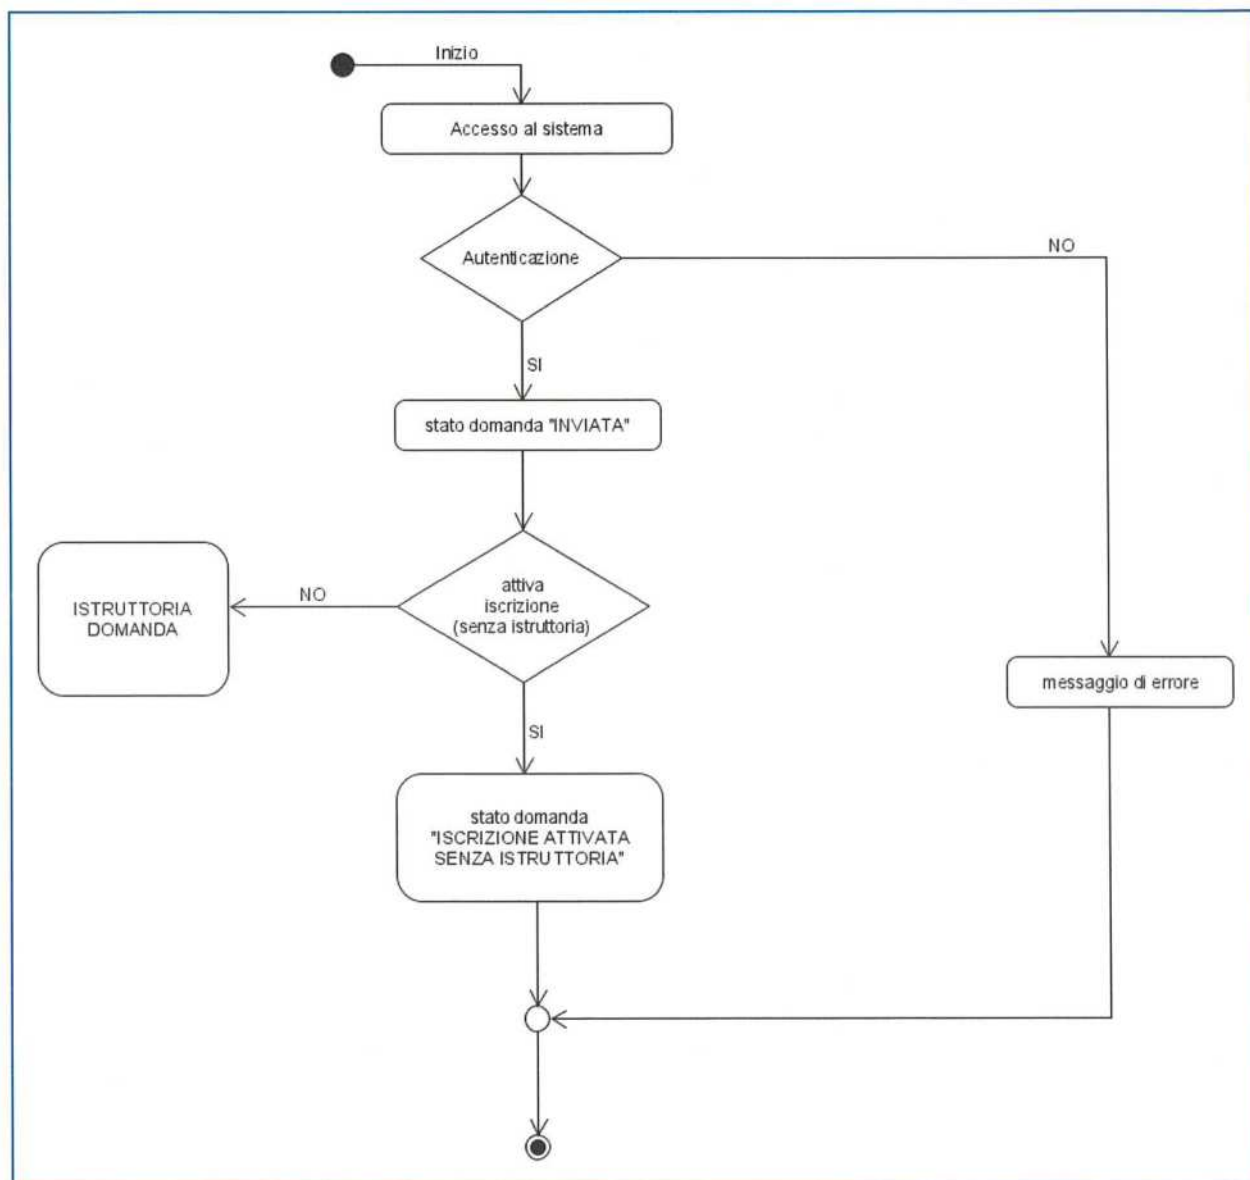 Inizio
Accesso al sistema
Autenticazione
NO
SI
stato domanda "INVIATA"
attiva
iscrizione
(senza istruttoria)
NO
ISTRUTTORIA
DOMANDA
messaggio di errore
SI
stato domanda
"ISCRIZIONE ATTIVATA
SENZA ISTRUTTORIA"